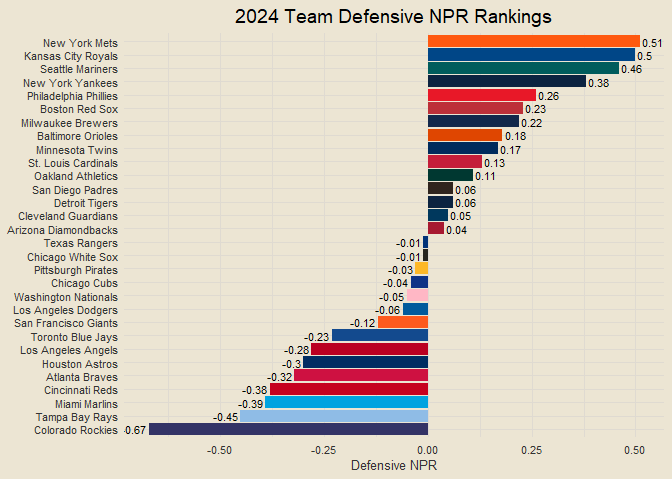 2024 Team Defensive NPR Rankings
New York Mets 0.51
Kansas City Royals 0.5
Seattle Mariners 0.46
New York Yankees 0.38
Philadelphia Phillies 0.26
Boston Red Sox 0.23
Milwaukee Brewers 0.22
Baltimore Orioles 0.18
Minnesota Twins 0.17
St. Louis Cardinals 0.13
Oakland Athletics 0.11
San Diego Padres 0.06
Detroit Tigers 0.06
Cleveland Guardians 0.05
Arizona Diamondbacks 0.04
Texas Rangers -0.01
Chicago White Sox -0.01
Pittsburgh Pirates -0.03
Chicago Cubs -0.04
Washington Nationals -0.05
Los Angeles Dodgers -0.06
San Francisco Giants -0.12
Toronto Blue Jays -0.23
Los Angeles Angels -0.28
Houston Astros -0.3
Atlanta Braves -0.32
Cincinnati Reds -0.38
Miami Marlins -0.39
Tampa Bay Rays -0.45
Colorado Rockies 0.67
-0.50 -0.25 0.00 0.25 0.50
Defensive NPR